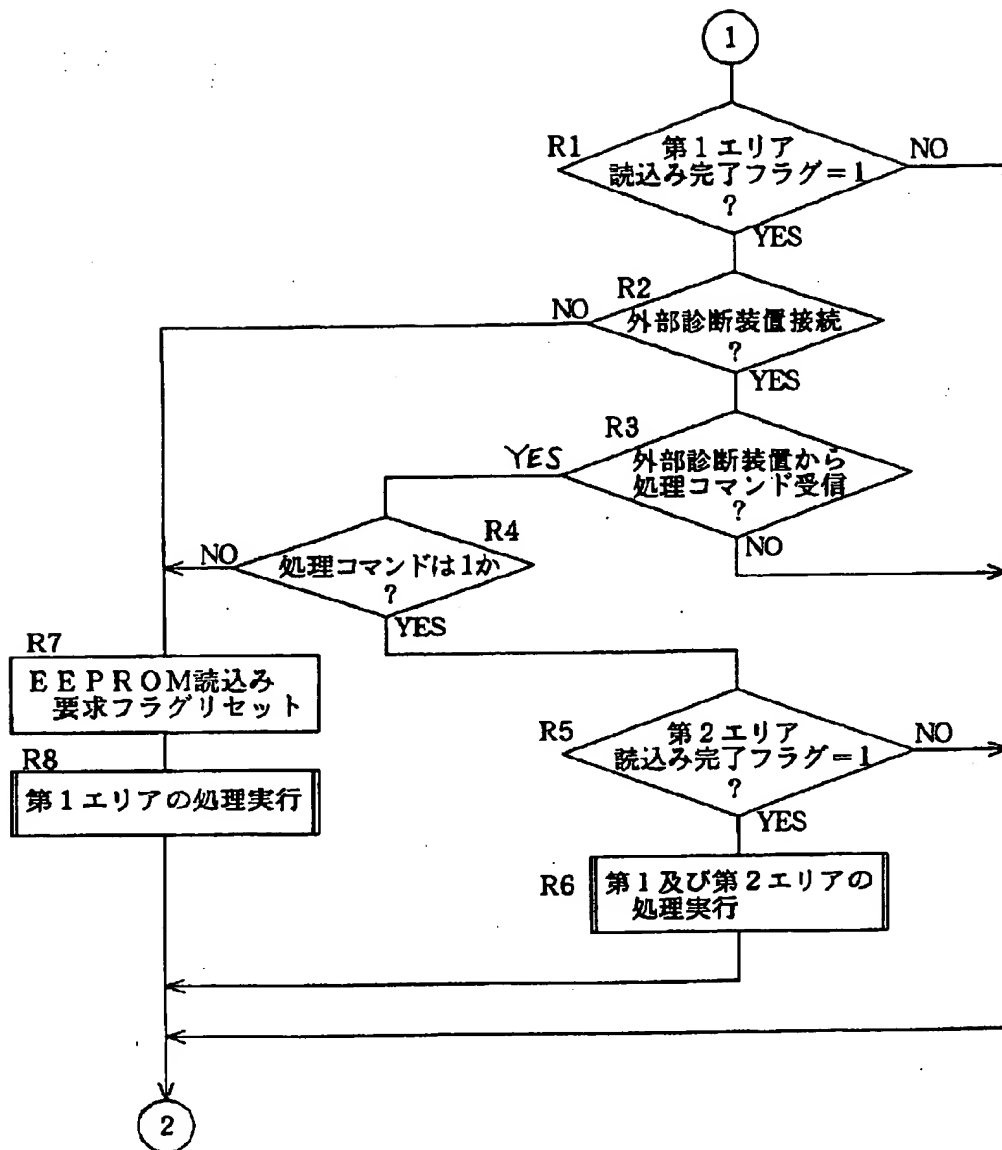 1
R1
第1エリア
読込み完了フラグ=1
?
NO
YES
R2
NO
外部診断装置接続
?
YES
R3
YES
外部診断装置から
処理コマンド受信
?
NO
R4
NO
処理コマンドは1か
?
YES
R7
EEPROM読込み
要求フラグリセット
R5
第2エリア
読込み完了フラグ=1
?
NO
YES
R8
第1エリアの処理実行
R6
第1及び第2エリアの
処理実行
2